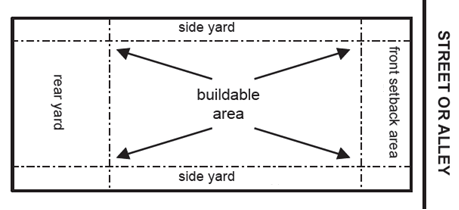 side yard
rear yard
buildable
area
front setback area
side yard
STREET OR ALLEY